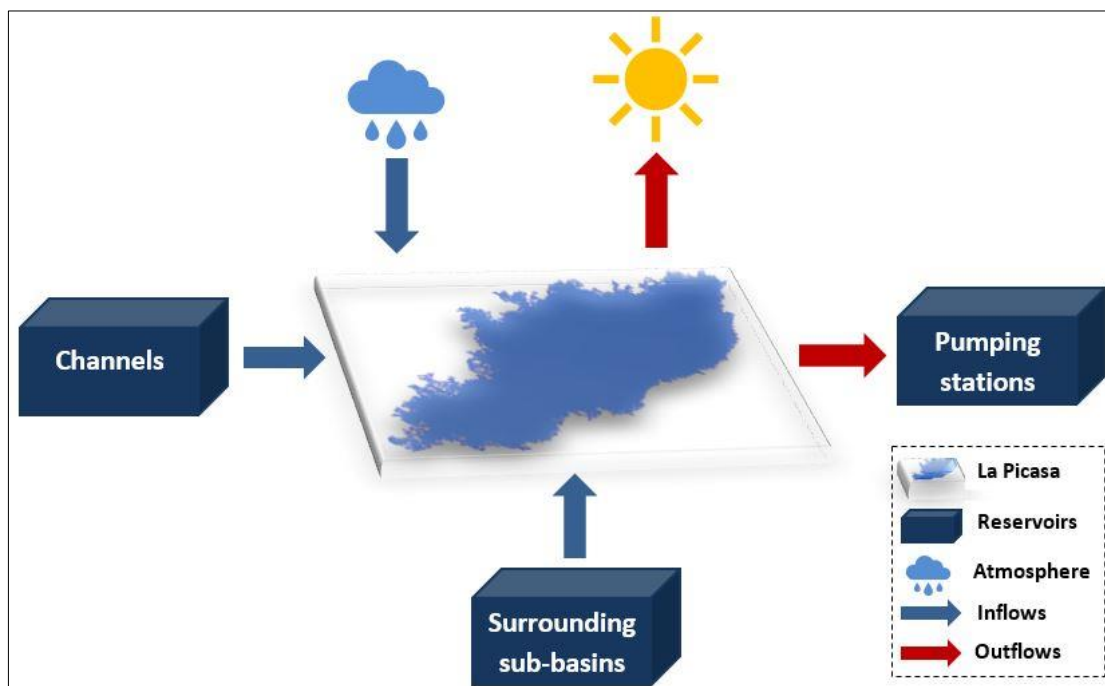 Channels
Pumping
stations
Surrounding
sub-basins
La Picasa
Reservoirs
Atmosphere
Inflows
Outflows